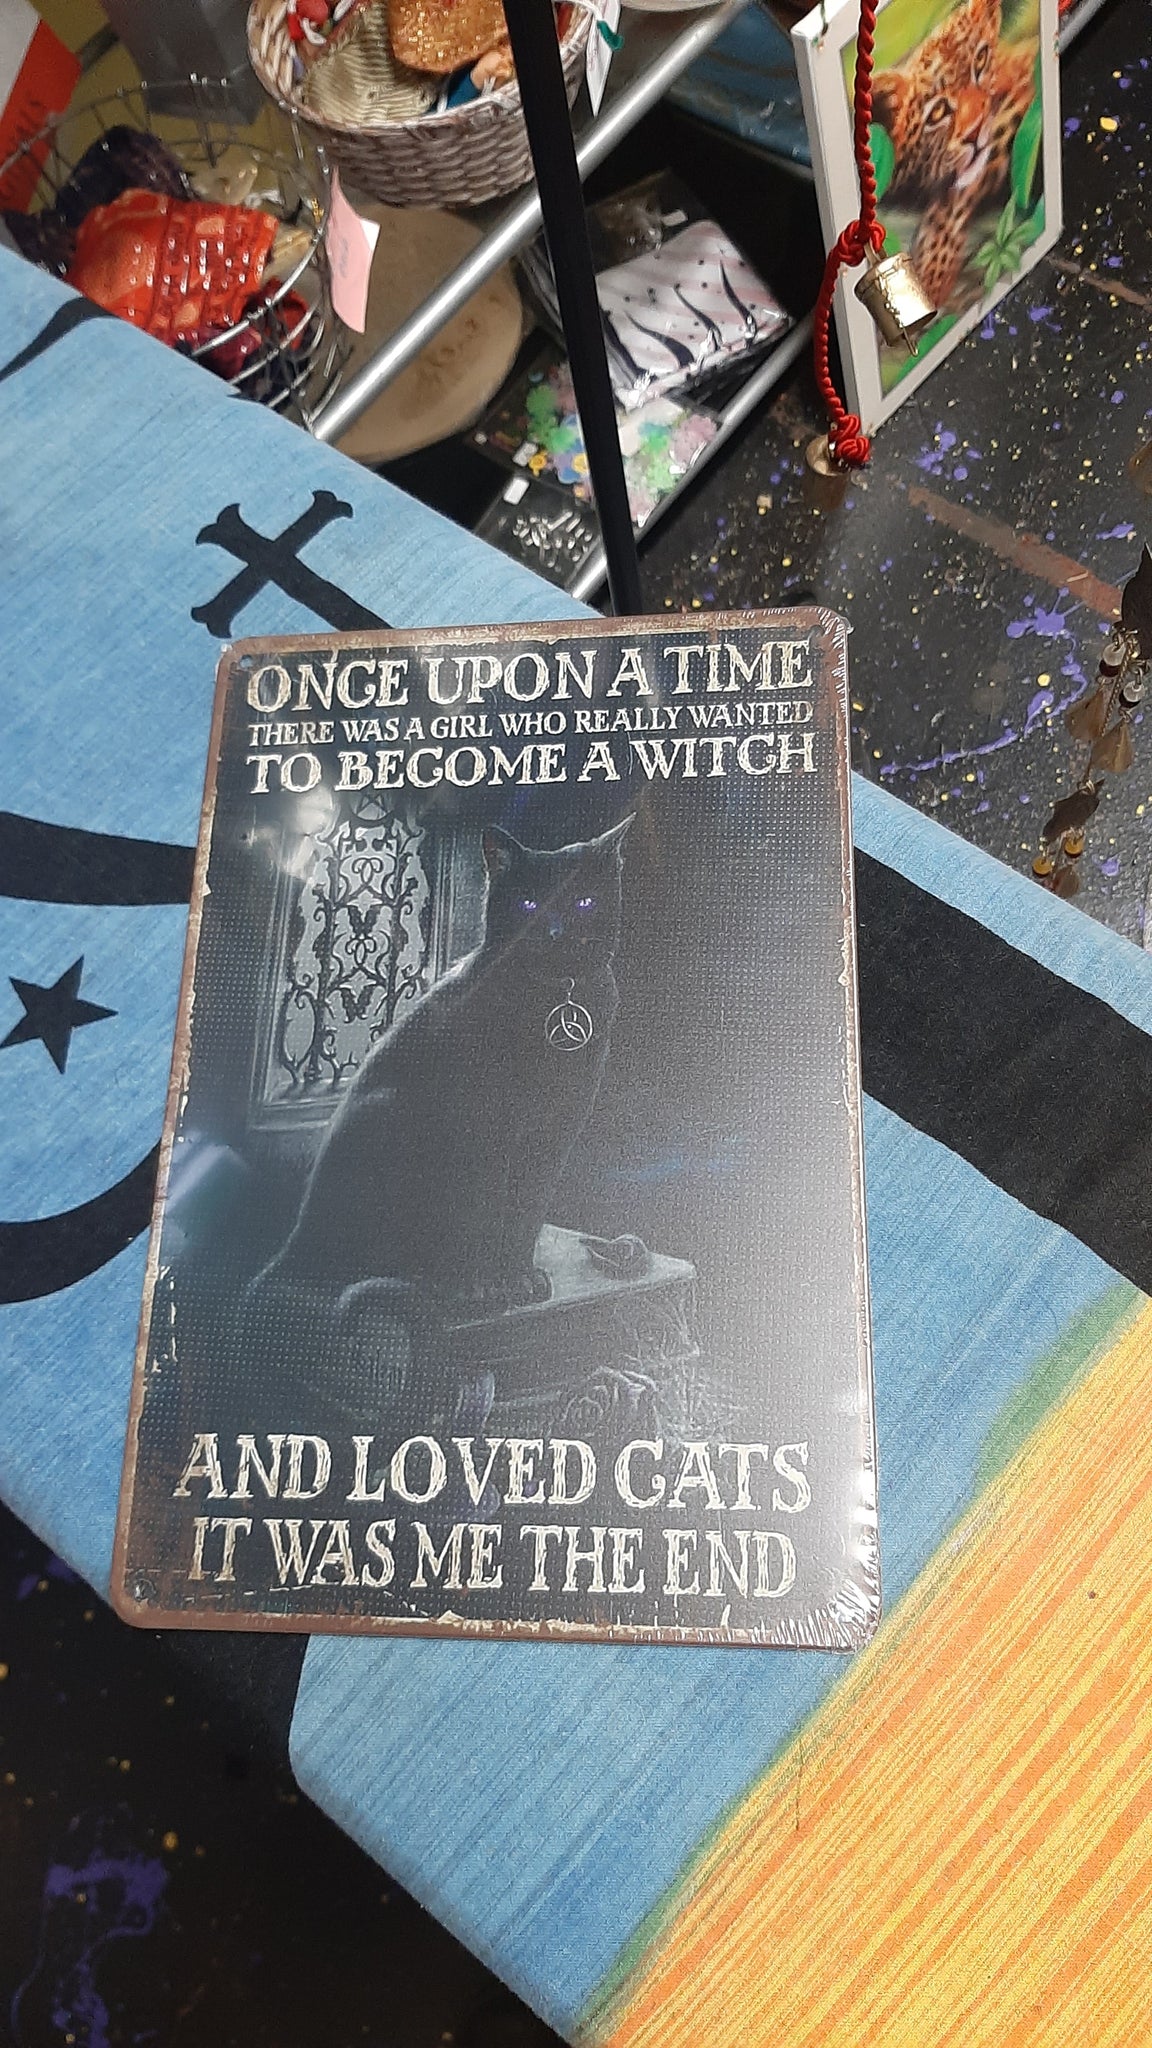 ONCE UPON A TIME
THERE WAS A GIRL WHO REALLY WANTED
TO BECOME A WITCH
AND LOVED CATS
IT WAS ME THE END